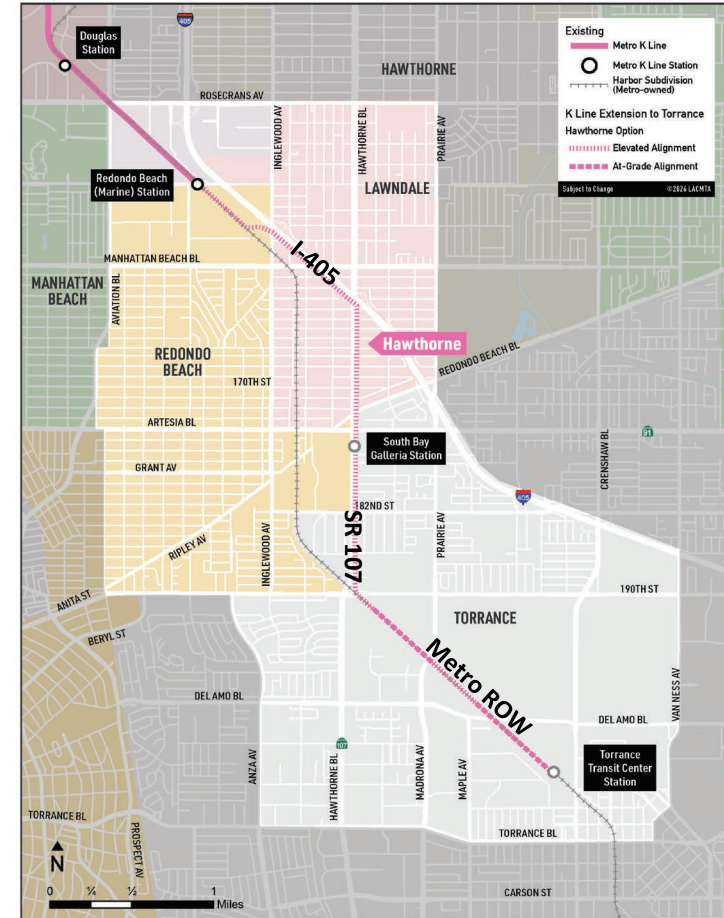 405
Douglas
Station
HAWTHORNE
ROSECRANS AV
INGLEWOOD AV
HAWTHORNE BL
PRAIRIE AV
Existing
Metro K Line
Metro K Line Station
Harbor Subdivision
(Metro-owned)
K Line Extension to Torrance
Hawthorne Option
Elevated Alignment
At-Grade Alignment
Subject to Change
©2026 LACMTA
Redondo Beach
(Marine) Station
LAWNDALE
MANHATTAN BEACH BL
I-405
MANHATTAN
BEACH
AVIATION BL
REDONDO
BEACH
Hawthorne
REDONDO BEACH BL
170TH ST
ARTESIA BL
GRANT AV
South Bay
Galleria Station
91
CRENSHAW BL
405
182ND ST
SR 107
PRAIRIE AV
RIPLEY AV
INGLEWOOD AV
190TH ST
ANITA ST
BERYL ST
TORRANCE
Metro ROW
DEL AMO BL
DEL AMO BL
VAN NESS AV
107
ANZA AV
HAWTHORNE BL
MADRONA AV
MAPLE AV
Torrance
Transit Center
Station
TORRANCE BL
PROSPECT AV
TORRANCE BL
N
0 ¼ ½ 1
Miles
CARSON ST